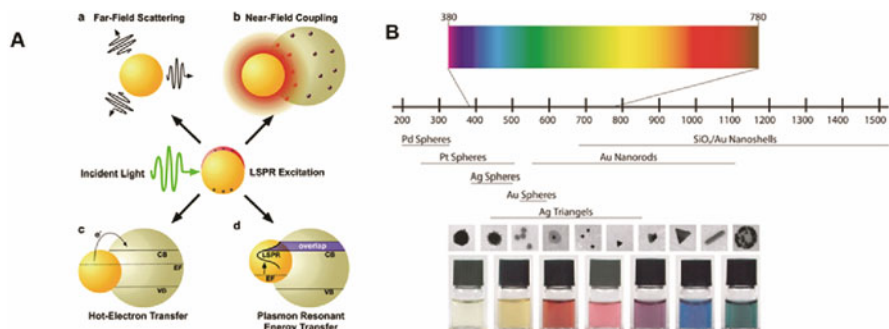 A
a Far-Field Scattering
b Near-Field Coupling
Incident Light
LSPR Excitation
c
e-
CB
EF
VB
Hot-Electron Transfer
d
overlap
LSPR
CB
EF
VB
Plasmon Resonant
Energy Transfer
B
380 780
200 300 400 500 600 700 800 900 1000 1100 1200 1300 1400 1500
Pd Spheres
SiO₂/Au Nanoshells
Pt Spheres
Au Nanorods
Ag Spheres
Au Spheres
Ag Triangels